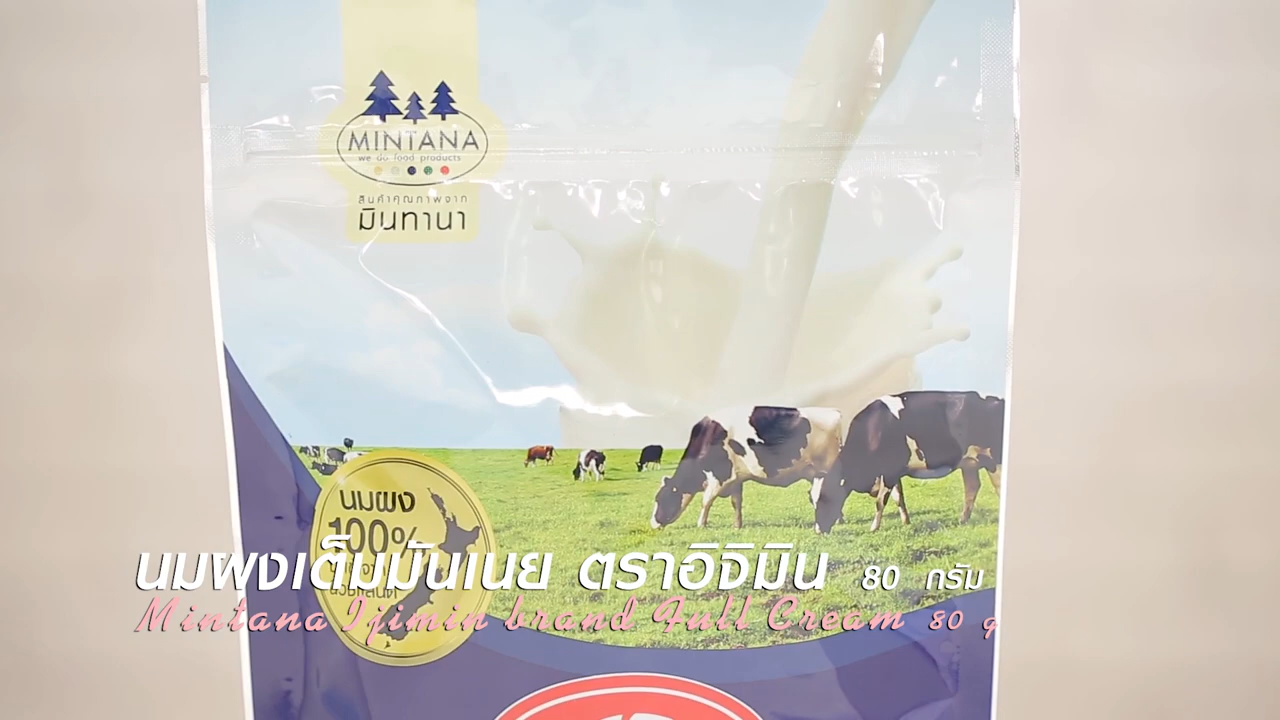 MINTANA
we do food products
สินค้าคุณภาพจาก
มินทานา
นมผง
100%
นมผงเต็มมันเนย ตราอิจิมิน 80 กรัม
Mintana Ijimin brand Full Cream 80 g